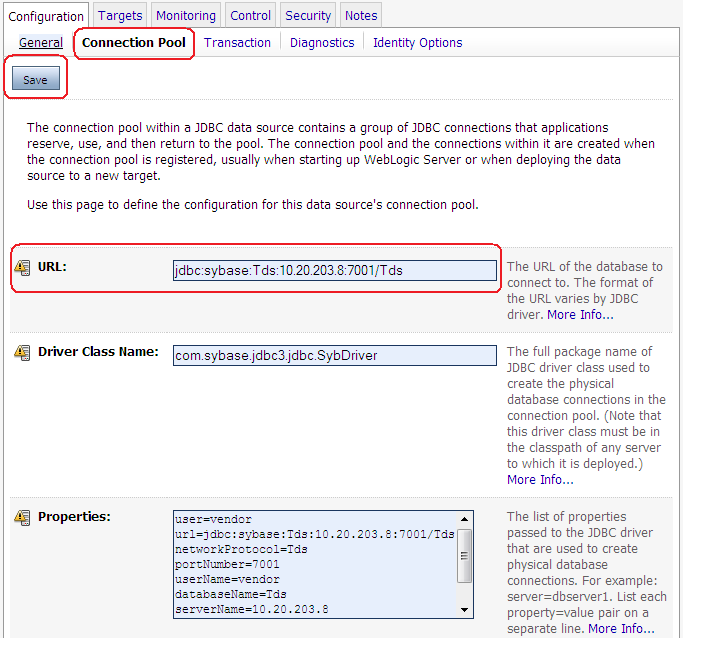 Configuration Targets Monitoring Control Security Notes
General Connection Pool Transaction Diagnostics Identity Options
Save
The connection pool within a JDBC data source contains a group of JDBC connections that applications
reserve, use, and then return to the pool. The connection pool and the connections within it are created when
the connection pool is registered, usually when starting up WebLogic Server or when deploying the data
source to a new target.
Use this page to define the configuration for this data source's connection pool.
URL:
jdbc:sybase:Tds:10.20.203.8:7001/Tds
The URL of the database to
connect to. The format of
the URL varies by JDBC
driver. More Info...
Driver Class Name:
com.sybase.jdbc3.jdbc.SybDriver
The full package name of
JDBC driver class used to
create the physical
database connections in the
connection pool. (Note that
this driver class must be in
the classpath of any server
to which it is deployed.)
More Info...
Properties:
user=vendor
url=jdbc:sybase:Tds:10.20.203.8:7001/Tds
networkProtocol=Tds
portNumber=7001
userName=vendor
databaseName=Tds
serverName=10.20.203.8
The list of properties
passed to the JDBC driver
that are used to create
physical database
connections. For example:
server=dbserver1. List each
property=value pair on a
separate line. More Info...